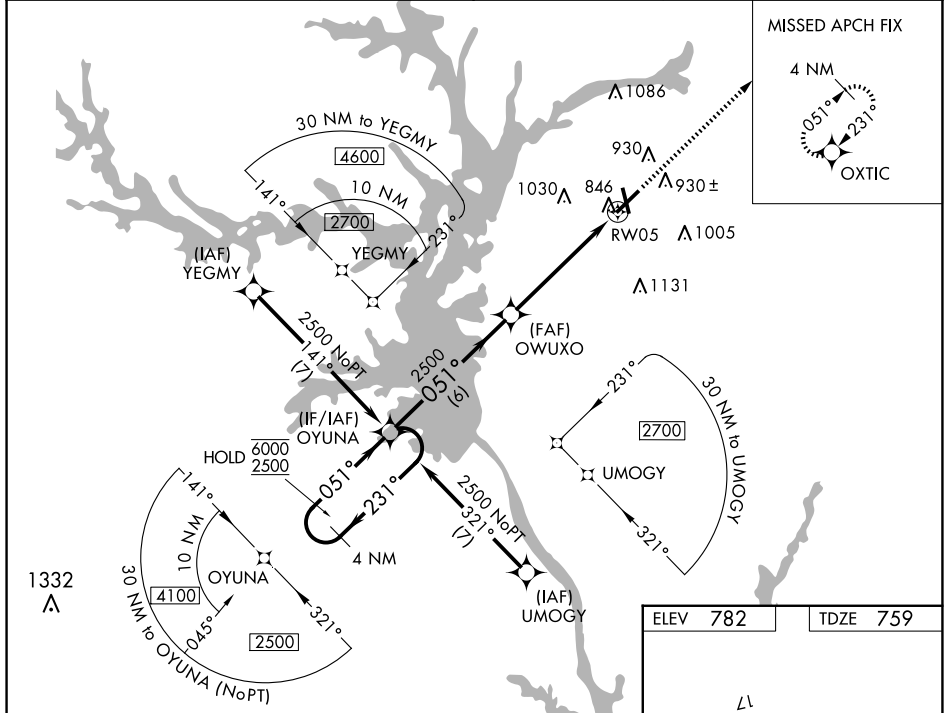 MISSED APCH FIX
4 NM
051°
231°
OXTIC
1086
30 NM to YEGMY
4600
930
141°
10 NM
1030
846
930±
2700
231°
RW05
1005
(IAF)
YEGMY
YEGMY
1131
2500 NoPT
141°
(7)
2500
051°
(6)
(FAF)
OWUXO
231°
30 NM to UMOGY
2700
(IF/IAF)
OYUNA
HOLD
6000
2500
051°
231°
UMOGY
141°
2500 NoPT
321°
(7)
321°
10 NM
4 NM
OYUNA
1332
4100
30 NM to OYUNA (NoPT)
045°
321°
2500
(IAF)
UMOGY
ELEV 782
TDZE 759
17